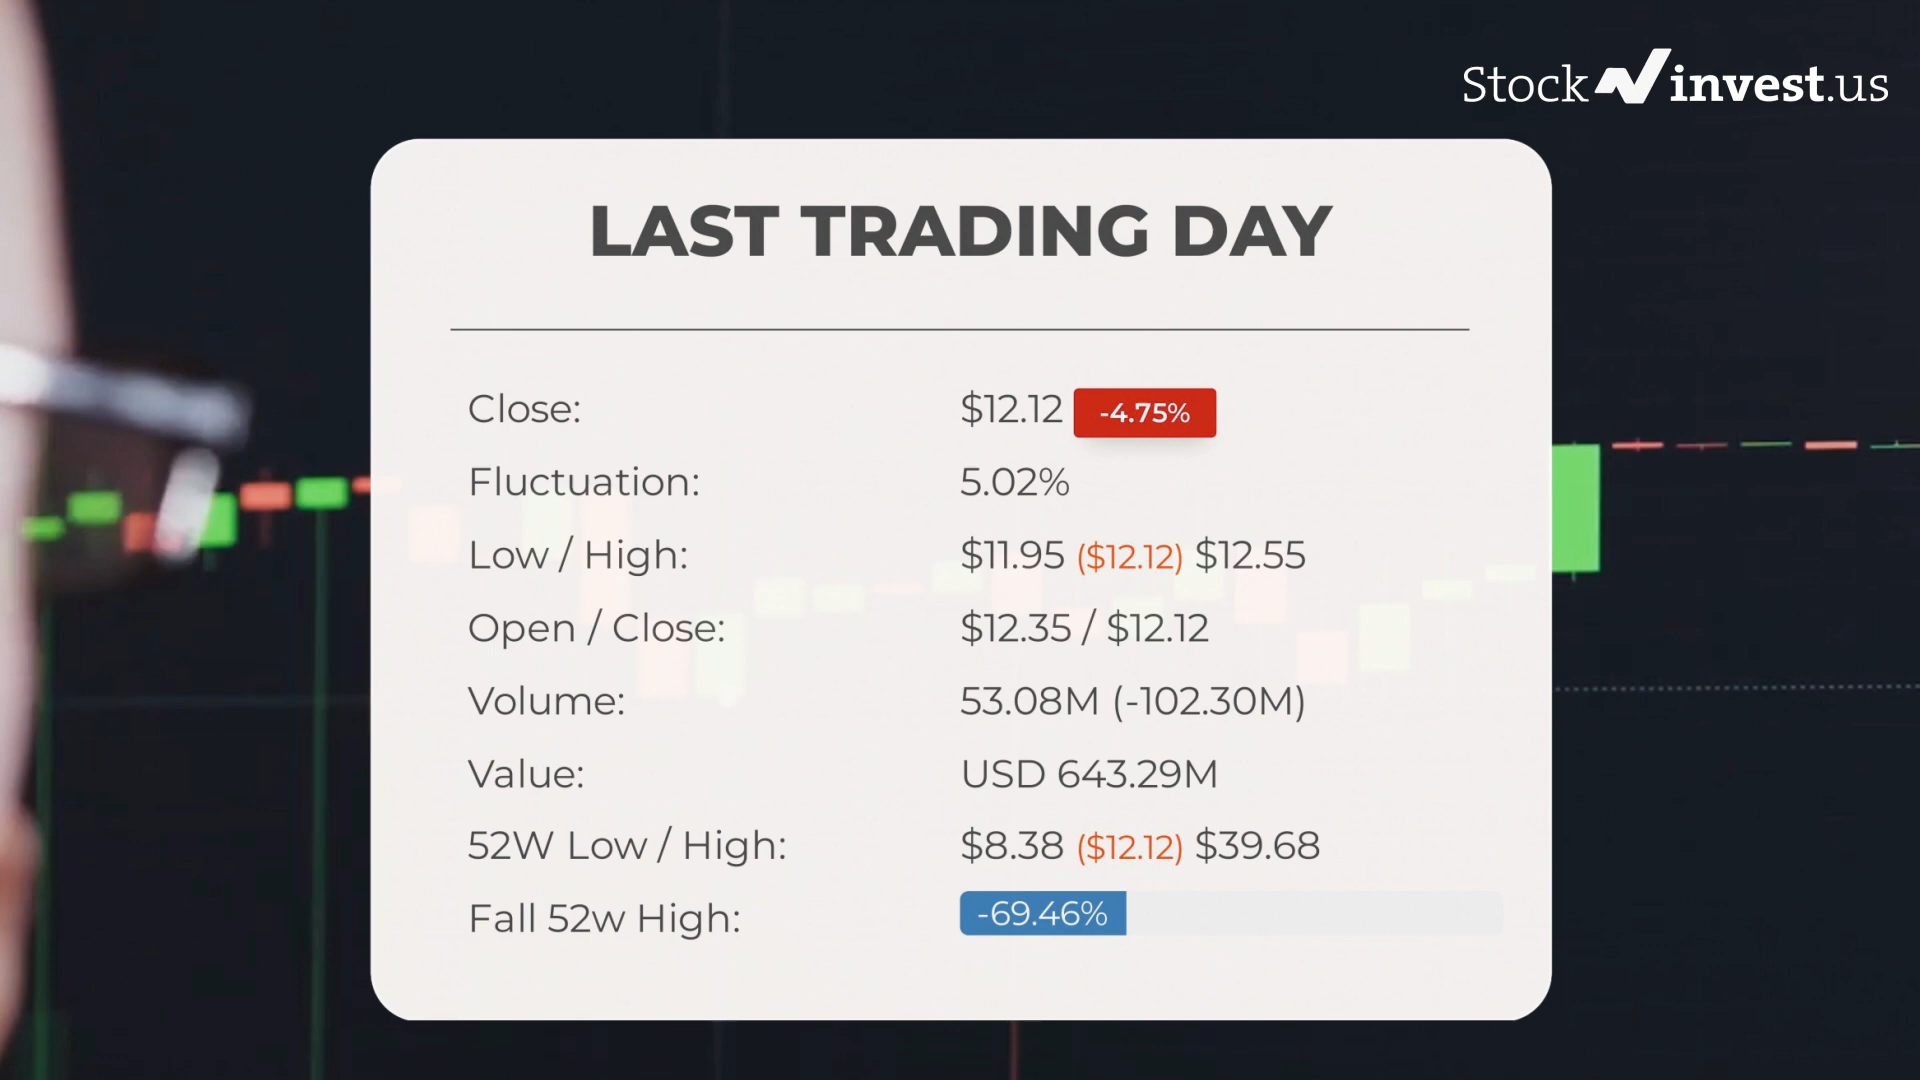 Stock invest.us
LAST TRADING DAY
Close: $12.12 -4.75%
Fluctuation: 5.02%
Low / High: $11.95 ($12.12) $12.55
Open / Close: $12.35 / $12.12
Volume: 53.08M (-102.30M)
Value: USD 643.29M
52W Low / High: $8.38 ($12.12) $39.68
Fall 52w High: -69.46%